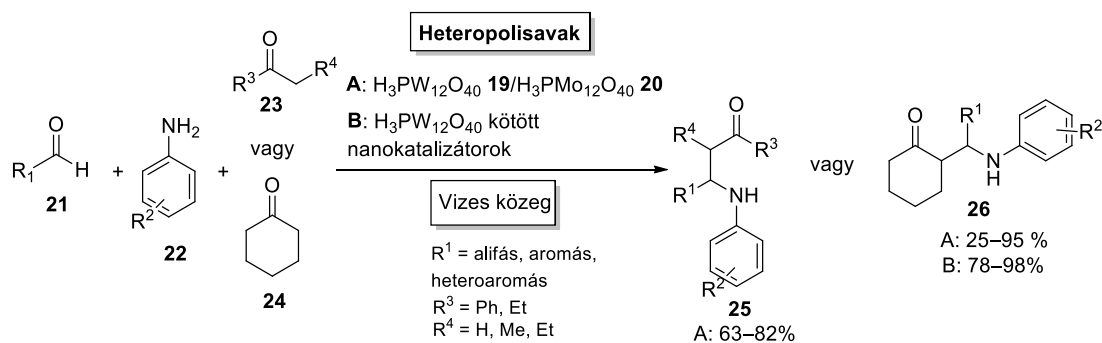 Heteropolisavak
O
R³
R⁴
23
A: H₃PW₁₂O₄₀ 19/H₃PMo₁₂O₄₀ 20
B: H₃PW₁₂O₄₀ kötött
nanokatalizátorok
O
R₁
H
21
+
NH₂
R²
22
+
vagy
O
24
Vizes közeg
R¹ = alifás, aromás,
heteroaromás
R³ = Ph, Et
R⁴ = H, Me, Et
R⁴
O
R³
R¹
NH
R²
25
A: 63–82%
vagy
O
R¹
N
H
R²
26
A: 25–95 %
B: 78–98%